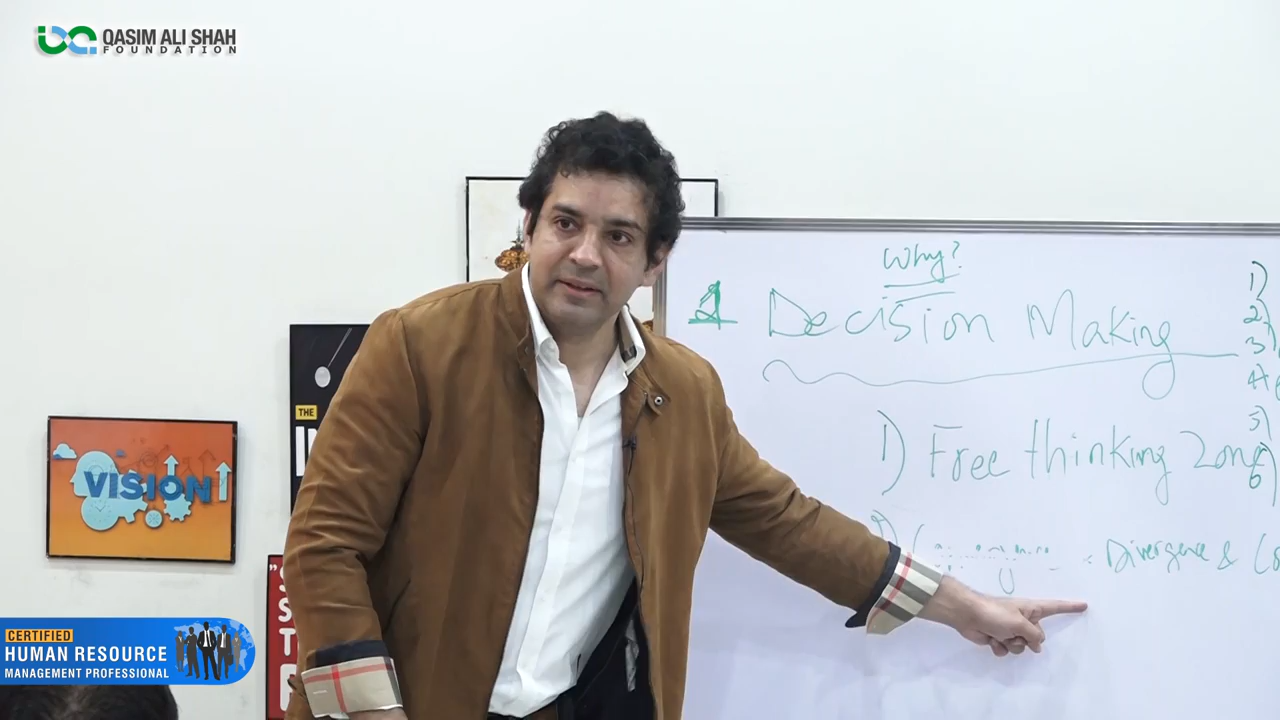 QASIM ALI SHAH
FOUNDATION
Why?
Decision Making
1) Free thinking Zone
Divergence &
1)
2)
3)
4)
5)
6)
VISION
THE
CERTIFIED
HUMAN RESOURCE
MANAGEMENT PROFESSIONAL